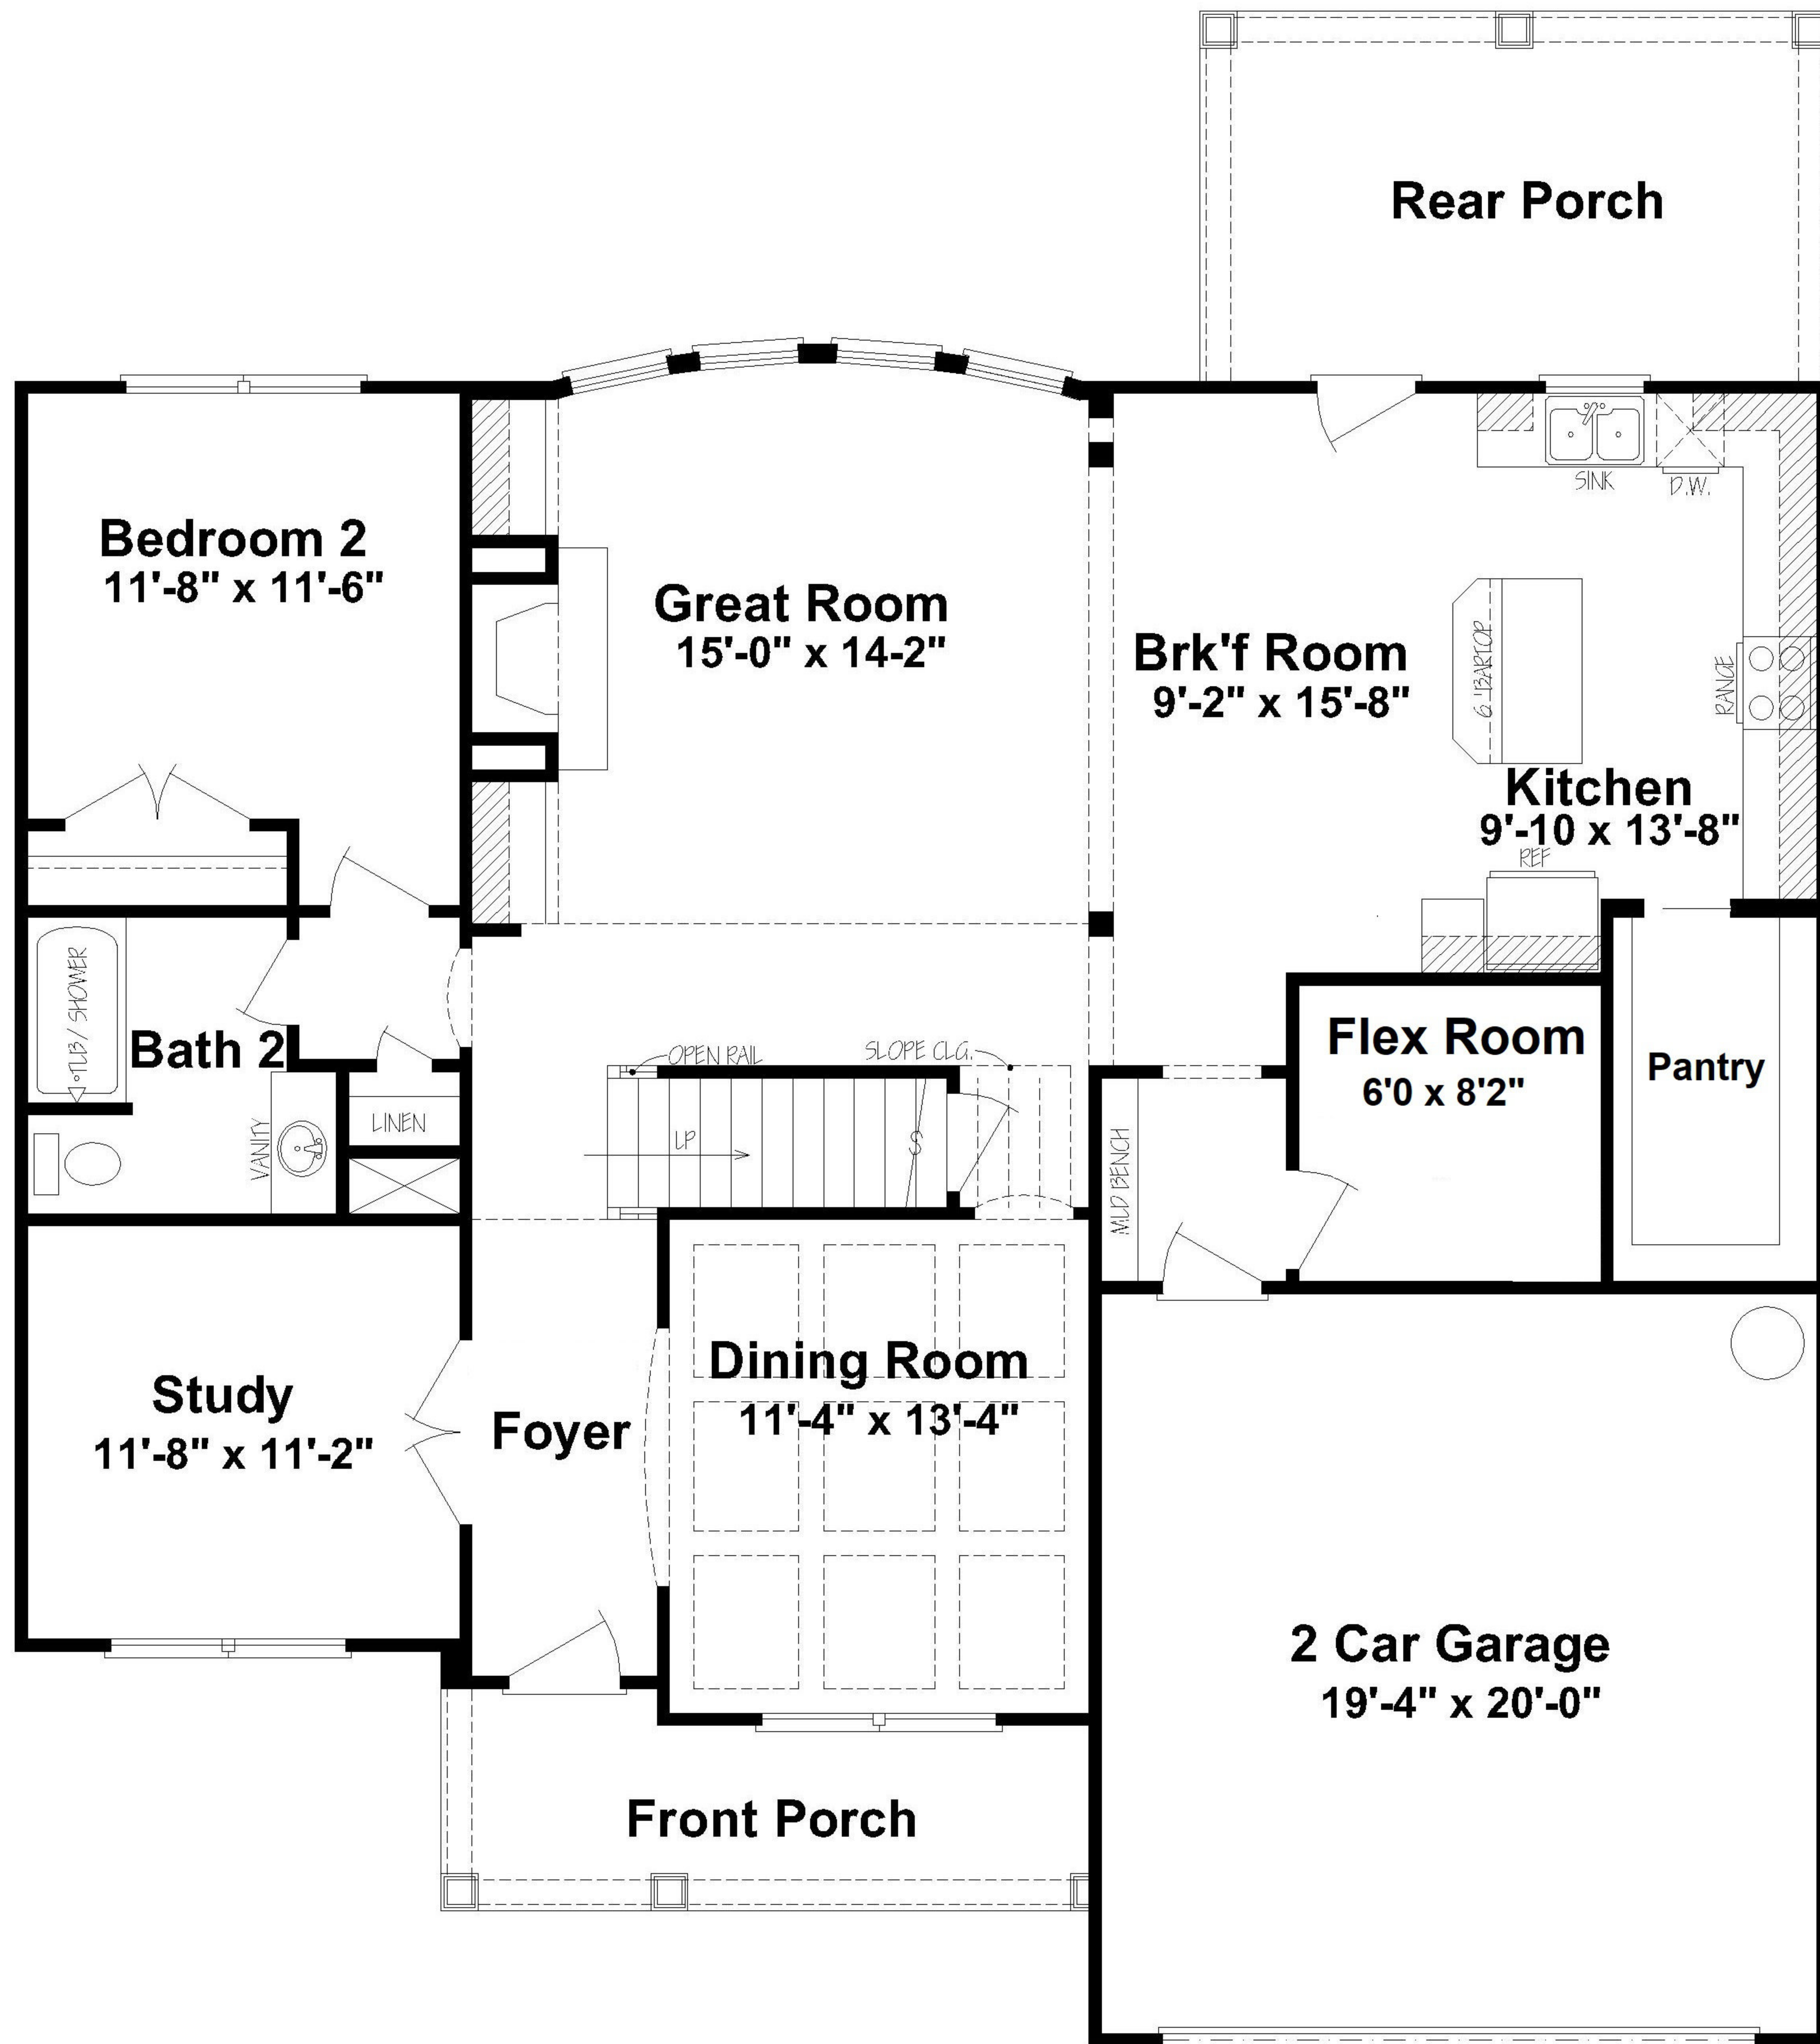 Rear Porch
SINK
D.W.
Bedroom 2
11'-8" x 11'-6"
Great Room
15'-0" x 14-2"
Brk'f Room
9'-2" x 15'-8"
6 'BARTOP
RANGE
Kitchen
9'-10 x 13'-8"
REF
TUB / SHOWER
Bath 2
VANITY
LINEN
OPEN RAIL
SLOPE CLG.
UP
S
MUD BENCH
Flex Room
6'0 x 8'2"
Pantry
Study
11'-8" x 11'-2"
Foyer
Dining Room
11'-4" x 13'-4"
2 Car Garage
19'-4" x 20'-0"
Front Porch